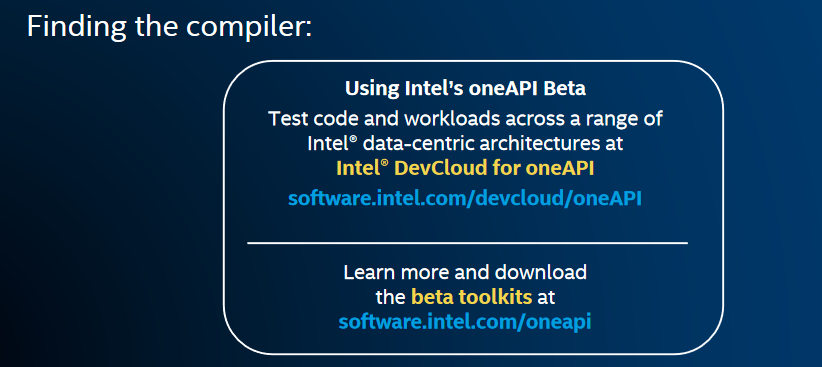 Finding the compiler:
Using Intel's oneAPI Beta
Test code and workloads across a range of
Intel® data-centric architectures at
Intel® DevCloud for oneAPI
software.intel.com/devcloud/oneAPI
Learn more and download
the beta toolkits at
software.intel.com/oneapi